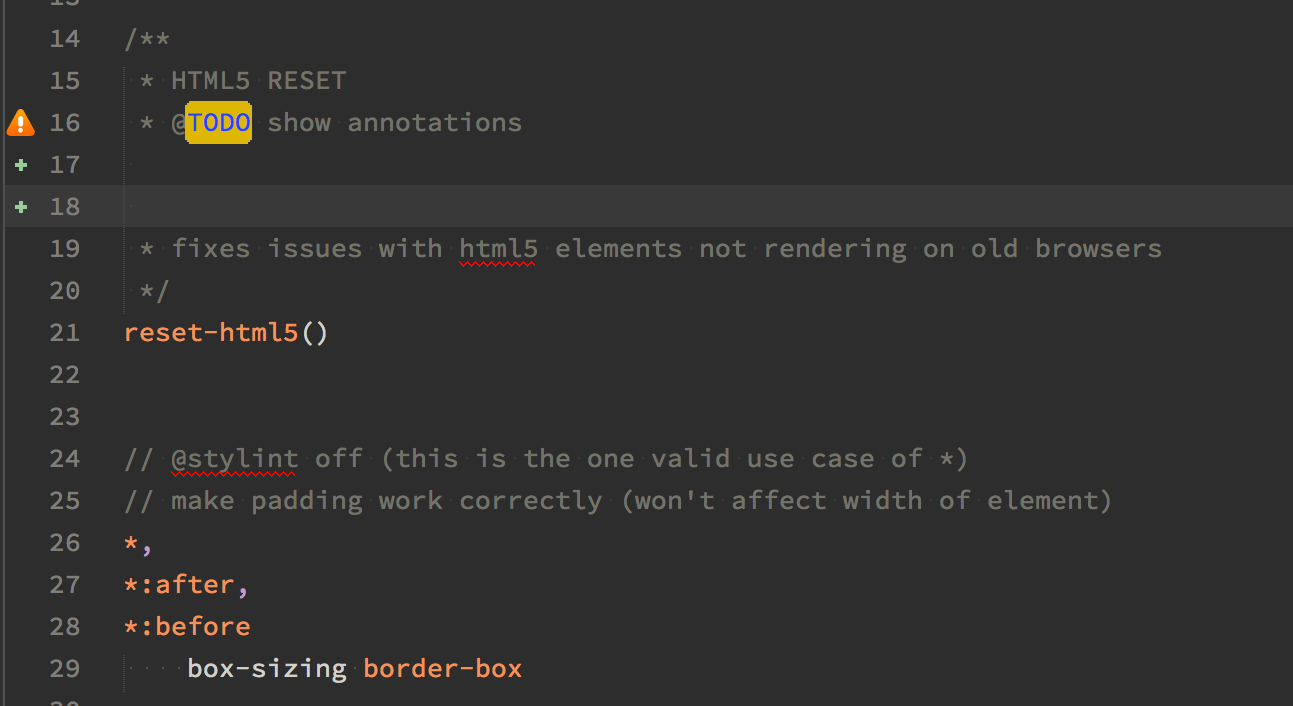 14 /**
15 * HTML5 RESET
16 * @TODO show annotations
+ 17
+ 18
19 * fixes issues with html5 elements not rendering on old browsers
20 */
21 reset-html5()
22
23
24 // @stylint off (this is the one valid use case of *)
25 // make padding work correctly (won't affect width of element)
26 *,
27 *:after,
28 *:before
29 box-sizing border-box